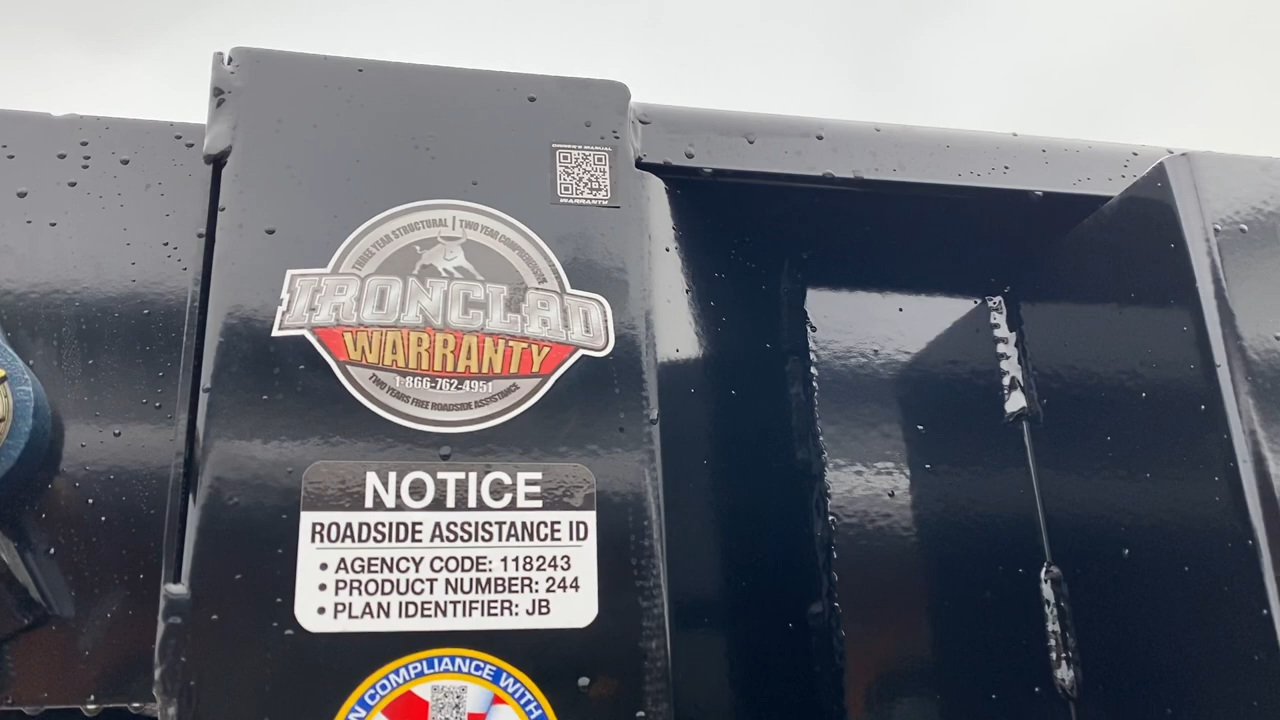 OWNER'S MANUAL
WARRANTY
THREE YEAR STRUCTURAL | TWO YEAR COMPREHENSIVE
IRONCLAD
WARRANTY
1-866-762-4951
TWO YEARS FREE ROADSIDE ASSISTANCE
NOTICE
ROADSIDE ASSISTANCE ID
• AGENCY CODE: 118243
• PRODUCT NUMBER: 244
• PLAN IDENTIFIER: JB
IN COMPLIANCE WITH